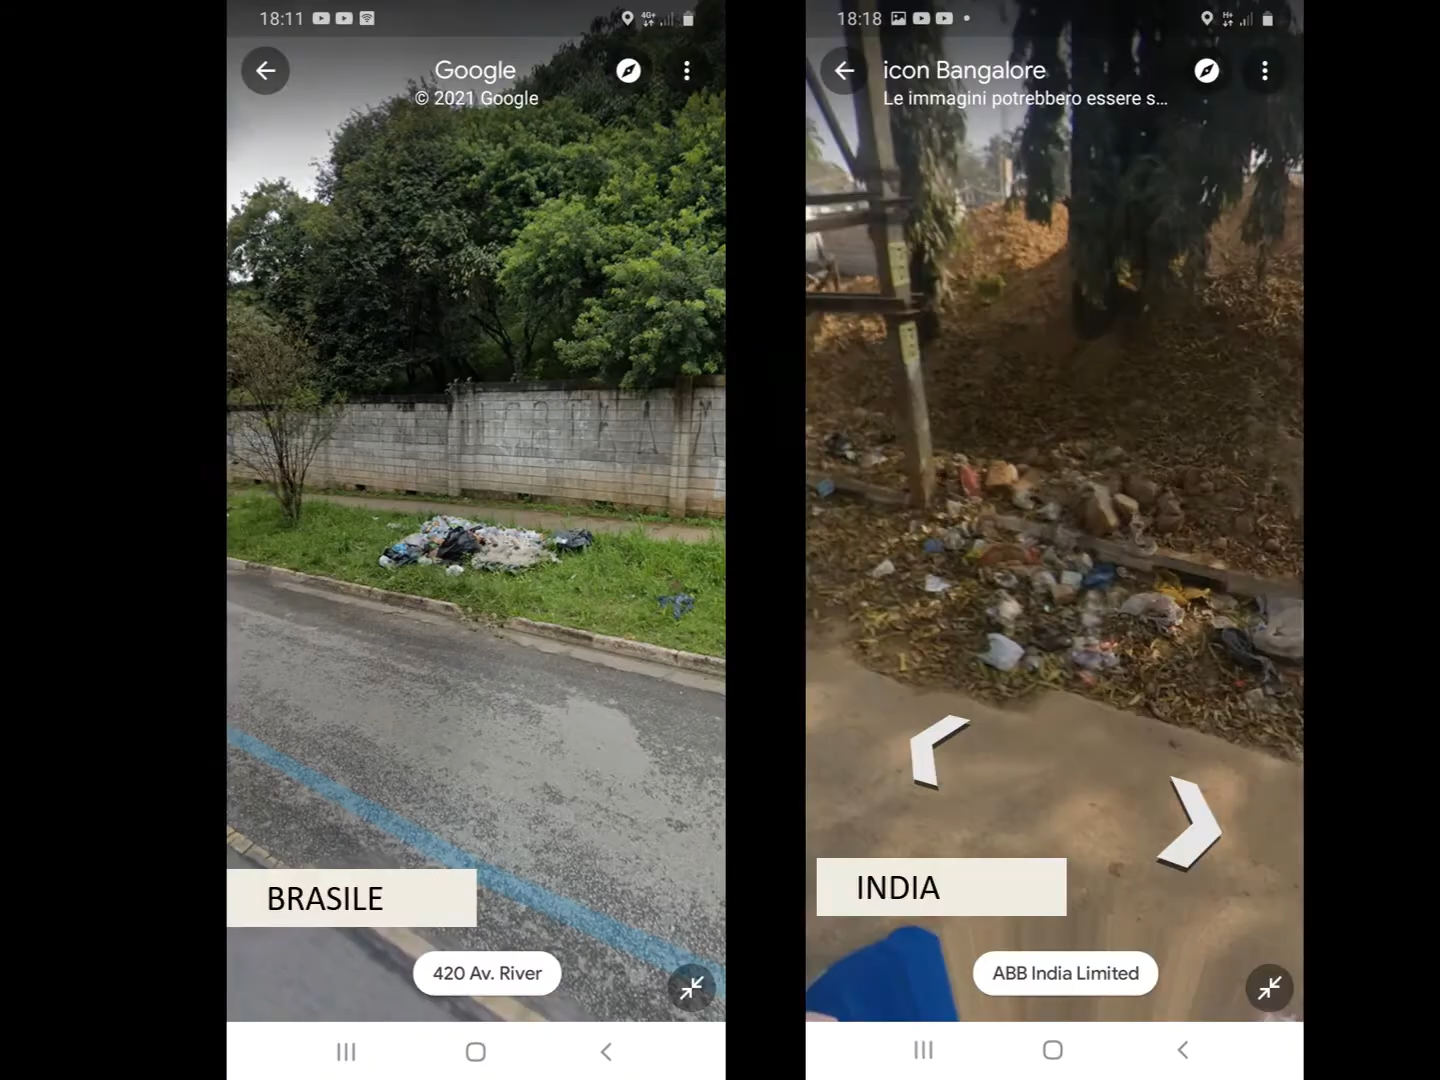 18:11
4G+
Google
© 2021 Google
BRASILE
420 Av. River
18:18
H+
icon Bangalore
Le immagini potrebbero essere s…
INDIA
ABB India Limited